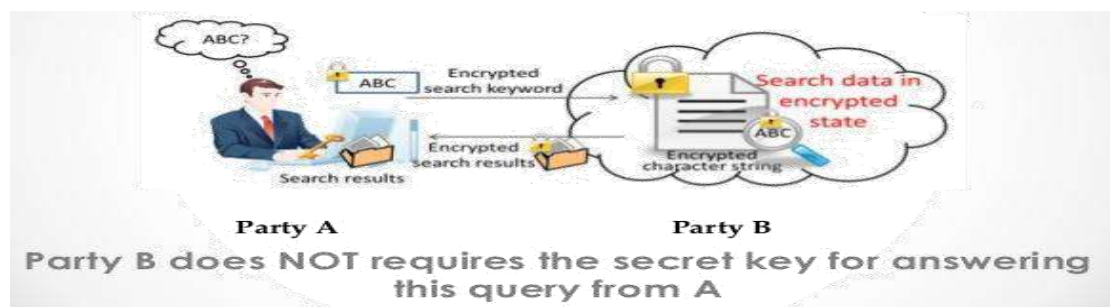 ABC?
ABC
Encrypted
search keyword
Search data in
encrypted
state
ABC
Encrypted
character string
Encrypted
search results
Search results
Party A
Party B
Party B does NOT requires the secret key for answering
this query from A